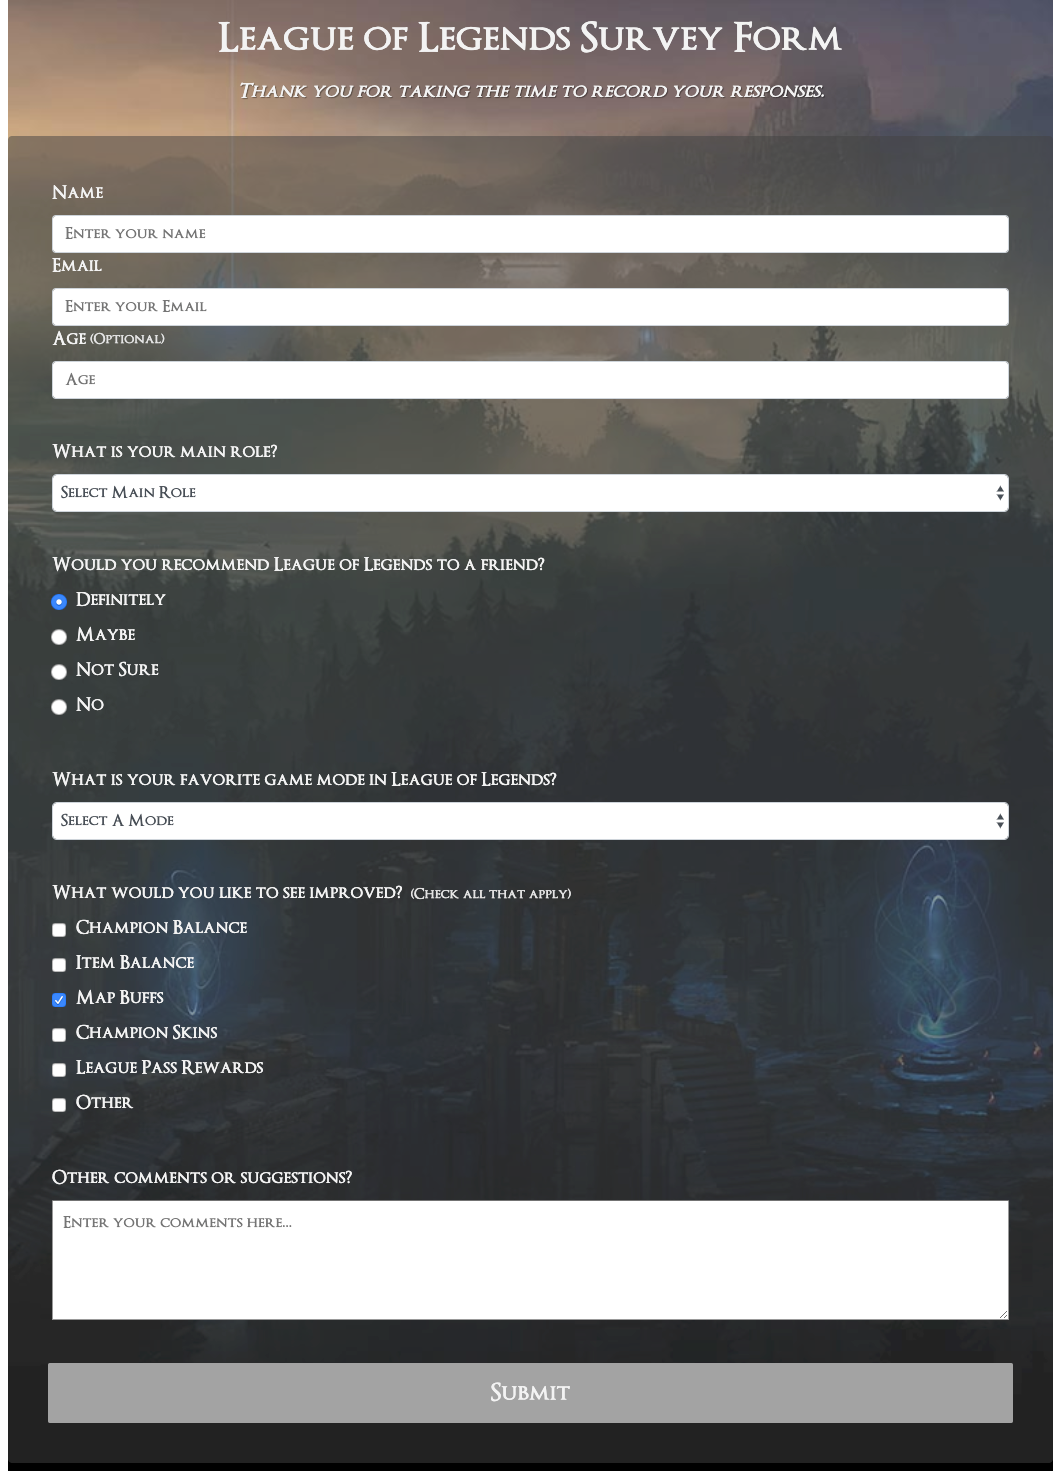 League of Legends Survey Form
Thank you for taking the time to record your responses.
Name
Enter your name
Email
Enter your Email
Age (Optional)
Age
What is your main role?
Select Main Role
Would you recommend League of Legends to a friend?
Definitely
Maybe
Not Sure
No
What is your favorite game mode in League of Legends?
Select A Mode
What would you like to see improved? (Check all that apply)
Champion Balance
Item Balance
Map Buffs
Champion Skins
League Pass Rewards
Other
Other comments or suggestions?
Enter your comments here...
Submit